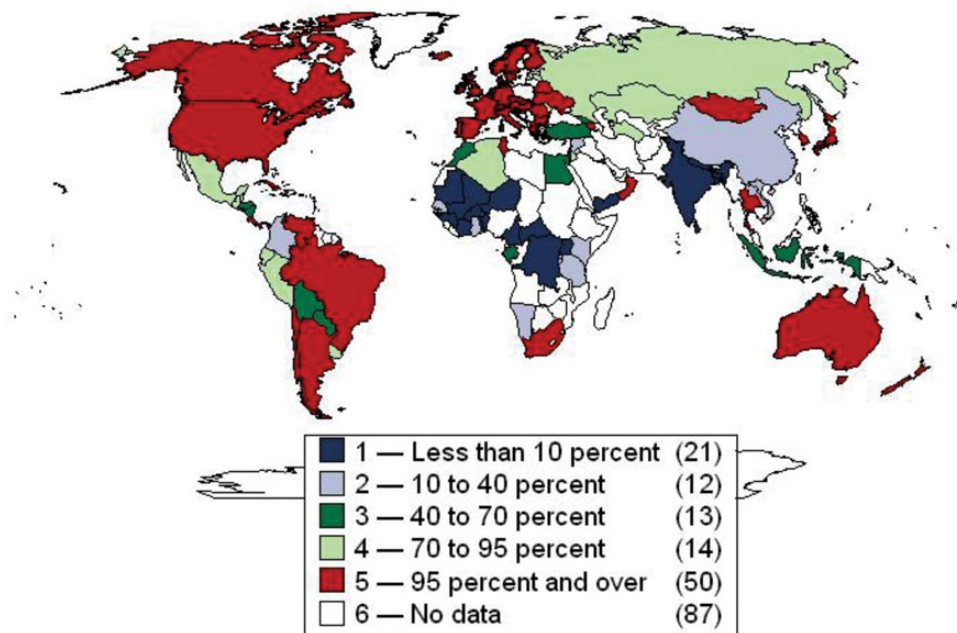 1 — Less than 10 percent (21)
2 — 10 to 40 percent (12)
3 — 40 to 70 percent (13)
4 — 70 to 95 percent (14)
5 — 95 percent and over (50)
6 — No data (87)